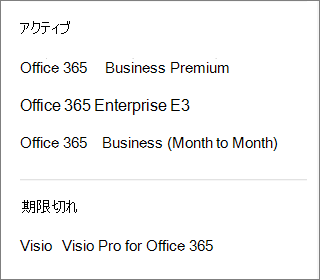 アクティブ
Office 365 Business Premium
Office 365 Enterprise E3
Office 365 Business (Month to Month)
期限切れ
Visio Visio Pro for Office 365